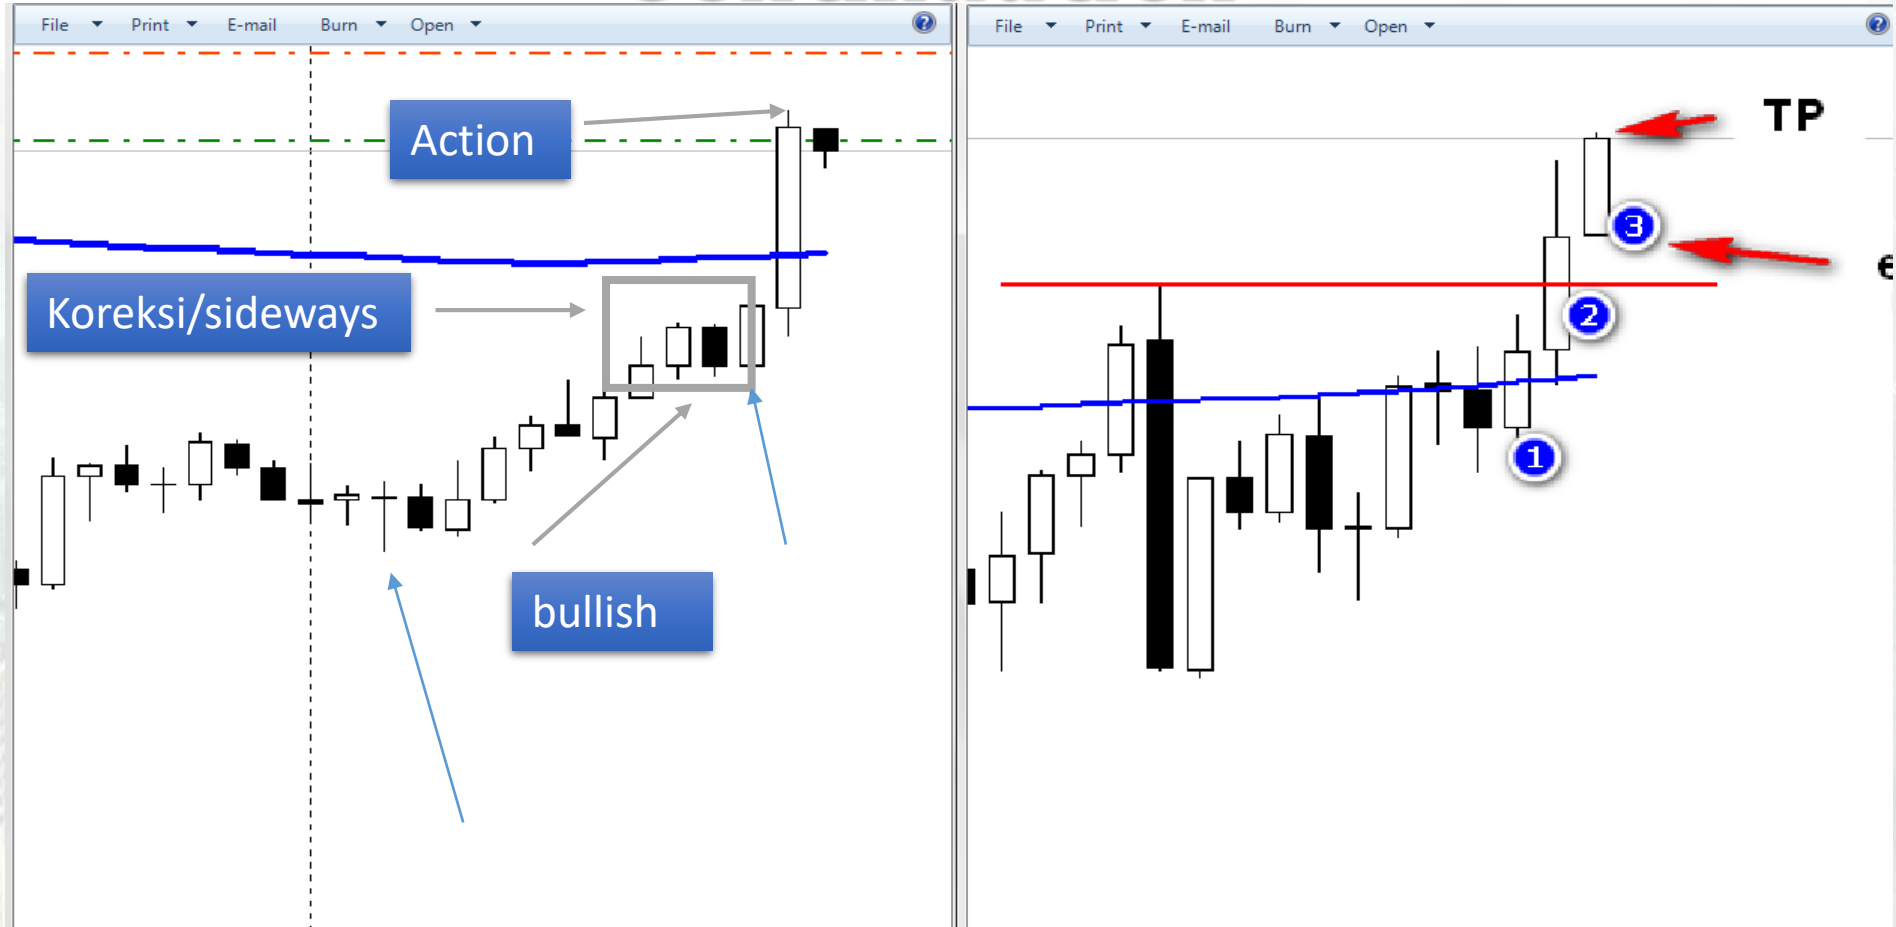 File Print E-mail Burn Open
File Print E-mail Burn Open
Action
TP
3
Koreksi/sideways
2
1
bullish